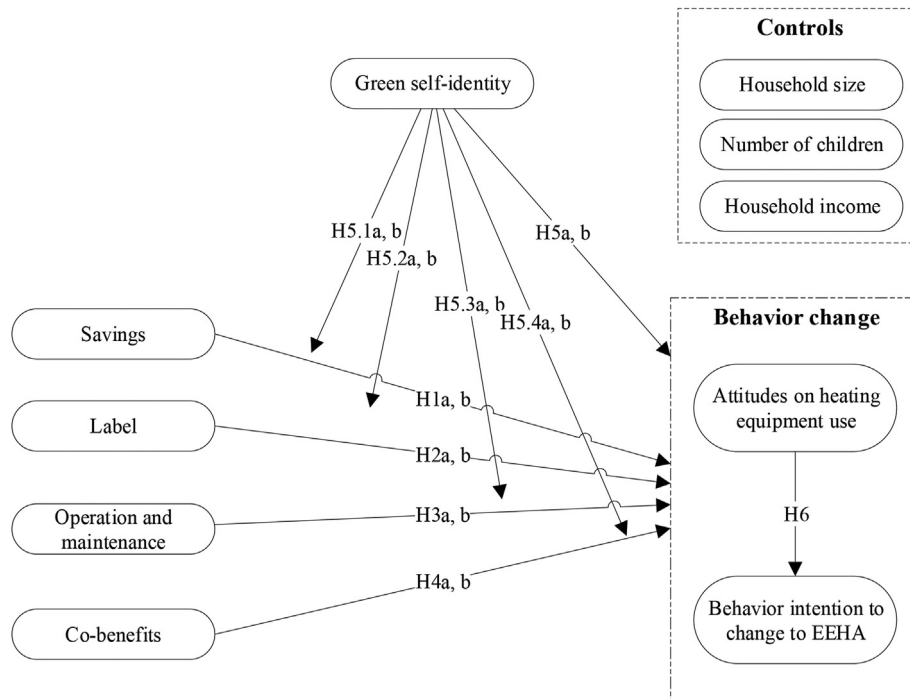 Controls
Green self-identity
Household size
Number of children
Household income
H5.1a, b
H5a, b
H5.2a, b
H5.3a, b
H5.4a, b
Savings
Behavior change
Label
H1a, b
Attitudes on heating
equipment use
H2a, b
Operation and
maintenance
H3a, b
H6
H4a, b
Co-benefits
Behavior intention to
change to EEHA